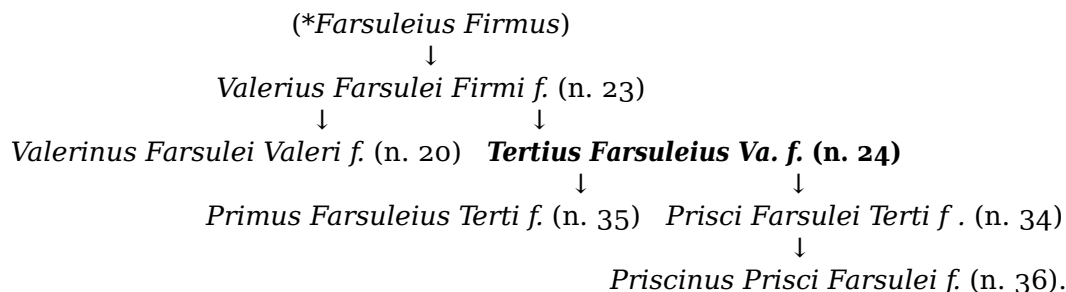 (*Farsuleius Firmus)
↓
Valerius Farsulei Firmi f. (n. 23)
↓ ↓
Valerinus Farsulei Valeri f. (n. 20) Tertius Farsuleius Va. f. (n. 24)
↓ ↓
Primus Farsuleius Terti f. (n. 35) Prisci Farsulei Terti f . (n. 34)
↓
Priscinus Prisci Farsulei f. (n. 36).